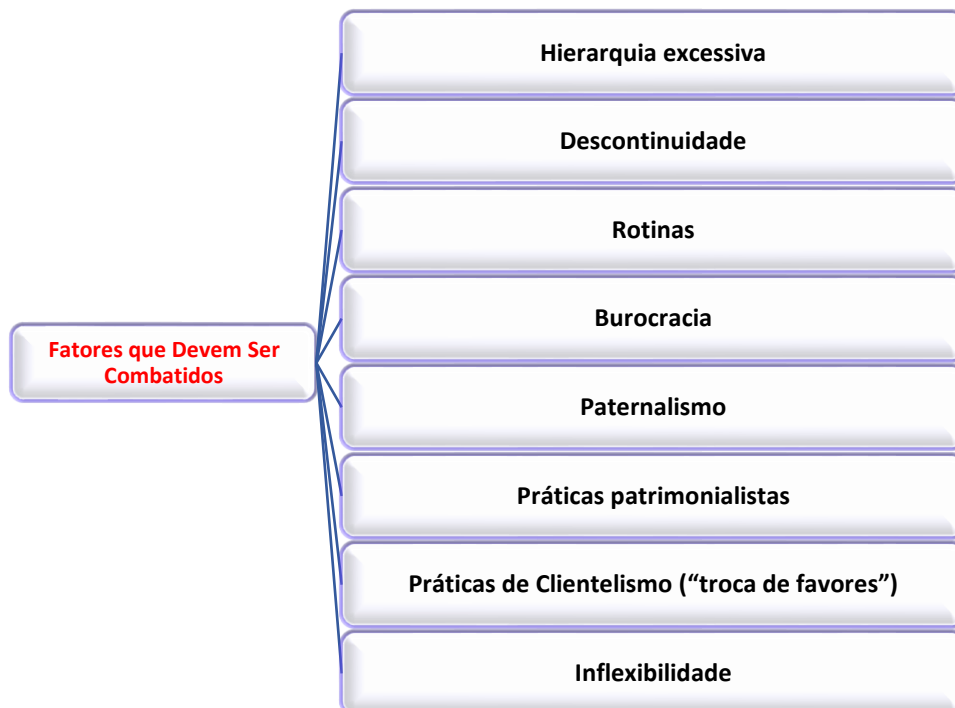 Hierarquia excessiva
Descontinuidade
Rotinas
Burocracia
Fatores que Devem Ser
Combatidos
Paternalismo
Práticas patrimonialistas
Práticas de Clientelismo (“troca de favores”)
Inflexibilidade